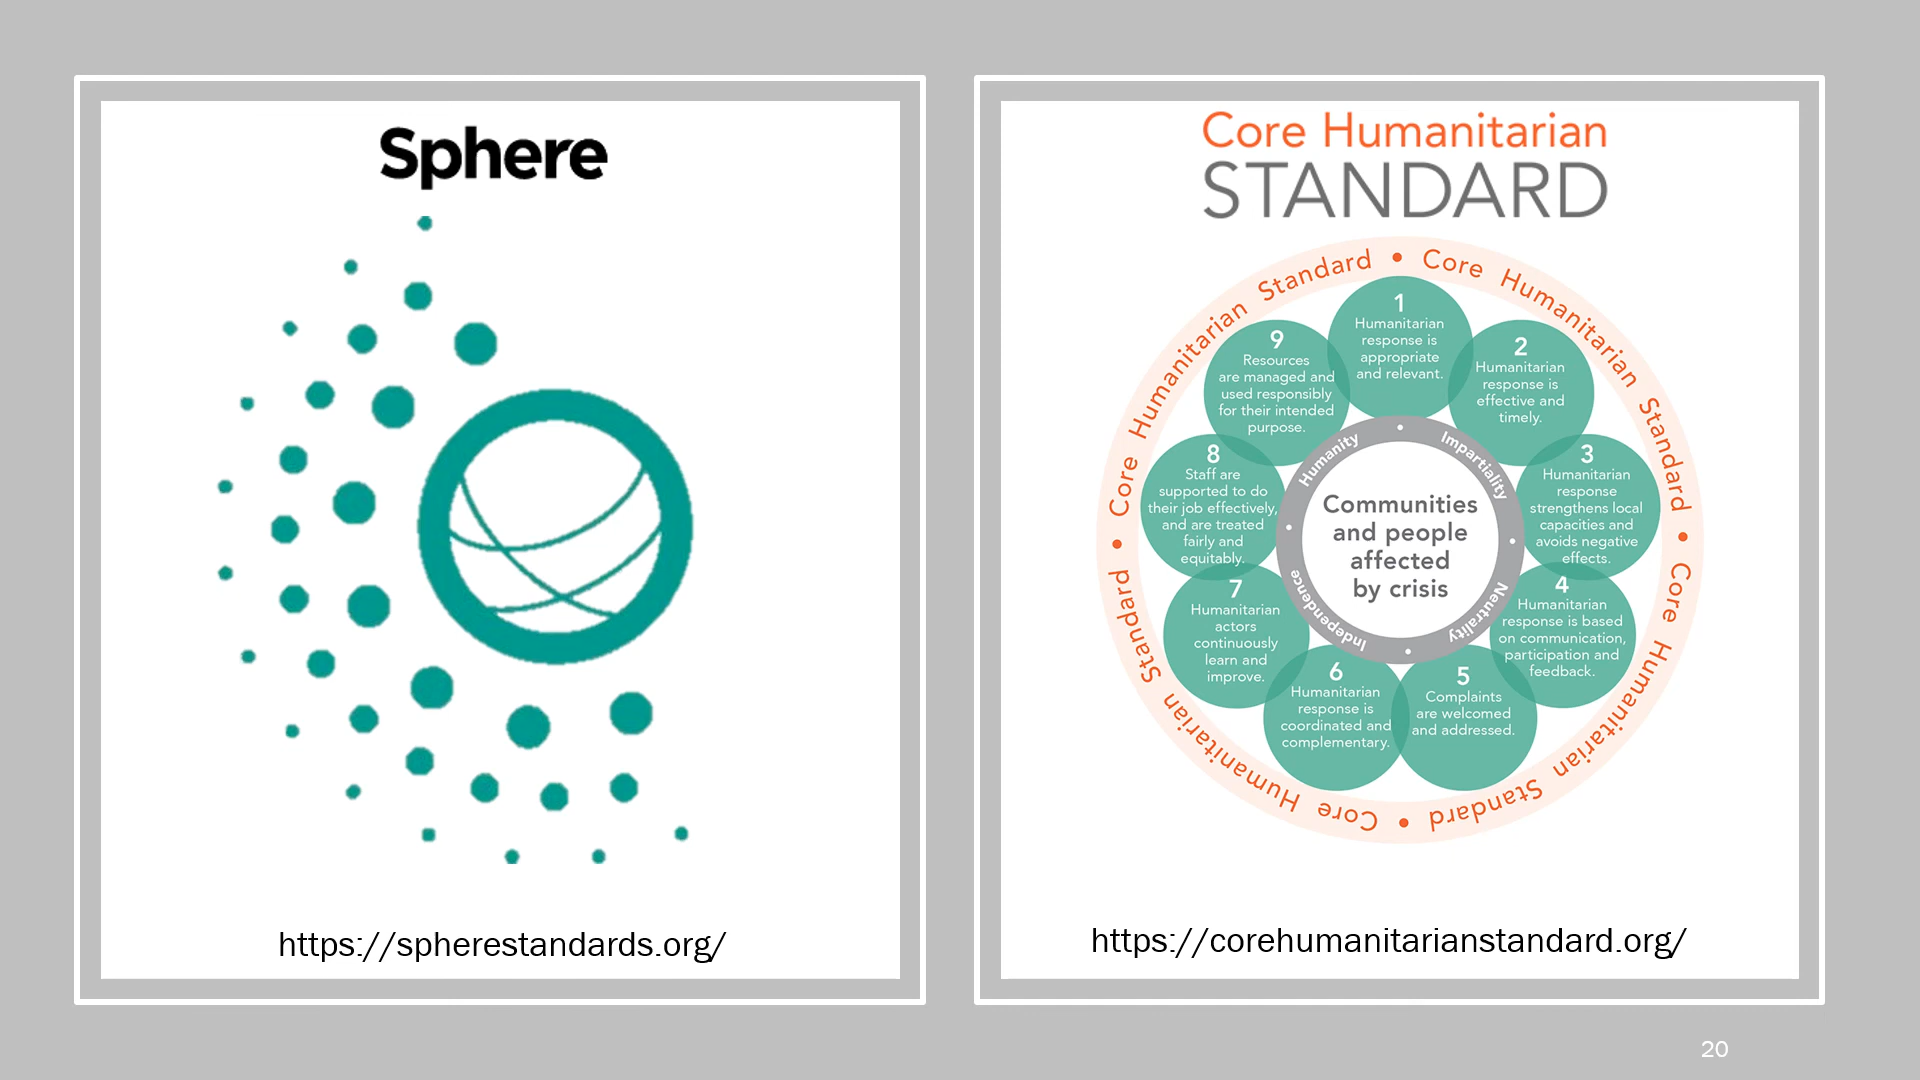 Sphere
https://spherestandards.org/
Core Humanitarian
STANDARD
Core Humanitarian Standard • Core Humanitarian Standard • Core Humanitarian Standard • Core Humanitarian Standard •
1
Humanitarian
response is
appropriate
and relevant.
2
Humanitarian
response is
effective and
timely.
3
Humanitarian
response
strengthens local
capacities and
avoids negative
effects.
4
Humanitarian
response is based
on communication,
participation and
feedback.
5
Complaints
are welcomed
and addressed.
6
Humanitarian
response is
coordinated and
complementary.
7
Humanitarian
actors
continuously
learn and
improve.
8
Staff are
supported to do
their job effectively,
and are treated
fairly and
equitably.
9
Resources
are managed and
used responsibly
for their intended
purpose.
Humanity
Impartiality
Neutrality
Independence
Communities
and people
affected
by crisis
https://corehumanitarianstandard.org/
20